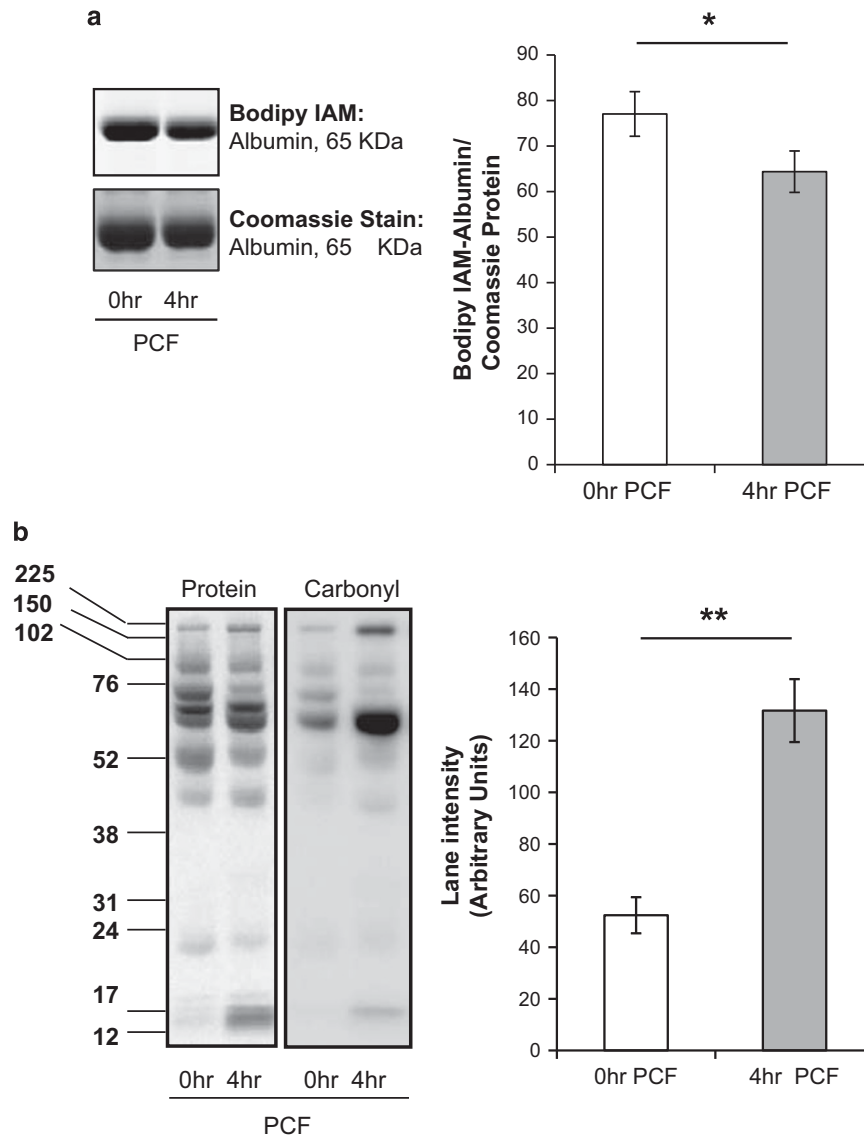 a
Bodipy IAM:
Albumin, 65 KDa
Coomassie Stain:
Albumin, 65 KDa
0hr 4hr
PCF
*
Bodipy IAM-Albumin/
Coomassie Protein
90
80
70
60
50
40
30
20
10
0
0hr PCF 4hr PCF
b
225
150
102
76
52
38
31
24
17
12
Protein Carbonyl
0hr 4hr 0hr 4hr
PCF
**
Lane intensity
(Arbitrary Units)
160
140
120
100
80
60
40
20
0
0hr PCF 4hr PCF